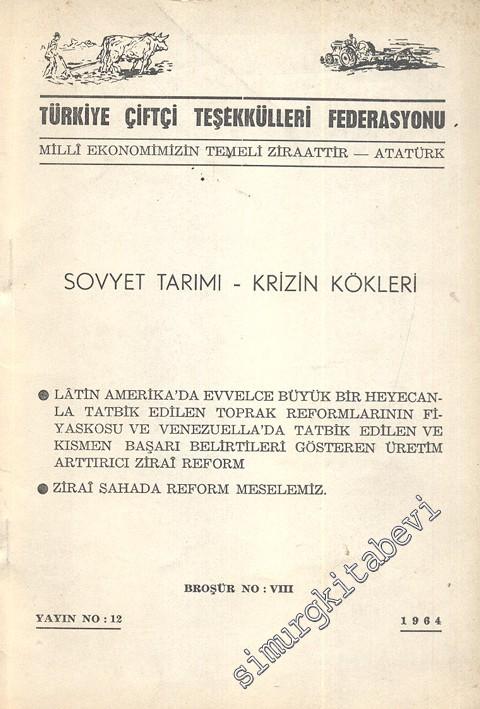 TÜRKİYE ÇİFTÇİ TEŞEKKÜLLERİ FEDERASYONU
MİLLÎ EKONOMİMİZİN TEMELİ ZİRAATTİR — ATATÜRK
SOVYET TARIMI - KRİZİN KÖKLERİ
● LÂTİN AMERİKA'DA EVVELCE BÜYÜK BİR HEYECAN-
LA TATBİK EDİLEN TOPRAK REFORMLARININ Fİ-
YASKOSU VE VENEZUELLA'DA TATBİK EDİLEN VE
KISMEN BAŞARI BELİRTİLERİ GÖSTEREN ÜRETİM
ARTTIRICI ZİRAÎ REFORM
● ZİRAÎ SAHADA REFORM MESELEMİZ.
BROŞÜR NO : VIII
YAYIN NO : 12
1964
simurgkitabevi